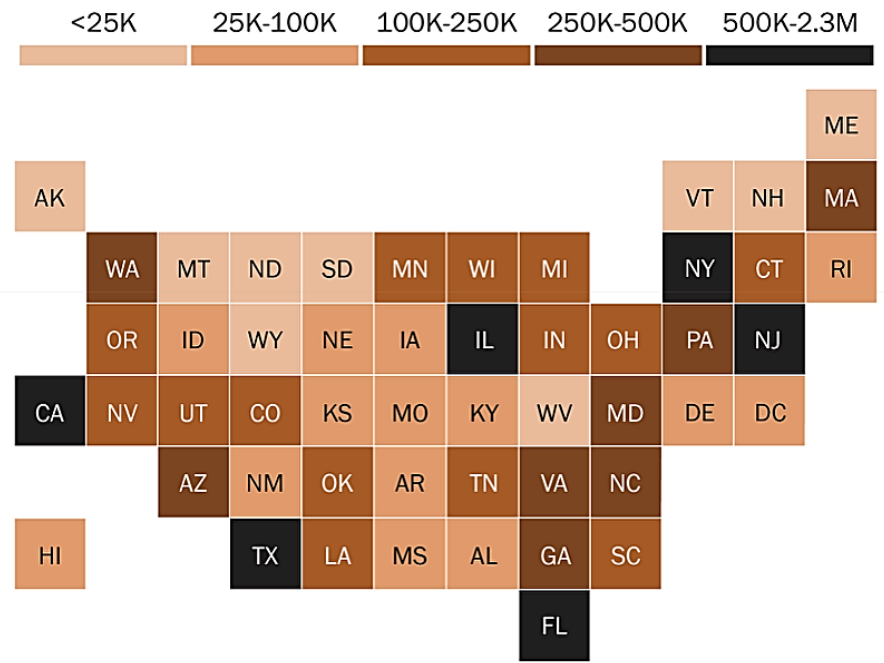 <25K 25K-100K 100K-250K 250K-500K 500K-2.3M
ME
AK VT NH MA
WA MT ND SD MN WI MI NY CT RI
OR ID WY NE IA IL IN OH PA NJ
CA NV UT CO KS MO KY WV MD DE DC
AZ NM OK AR TN VA NC
HI TX LA MS AL GA SC
FL